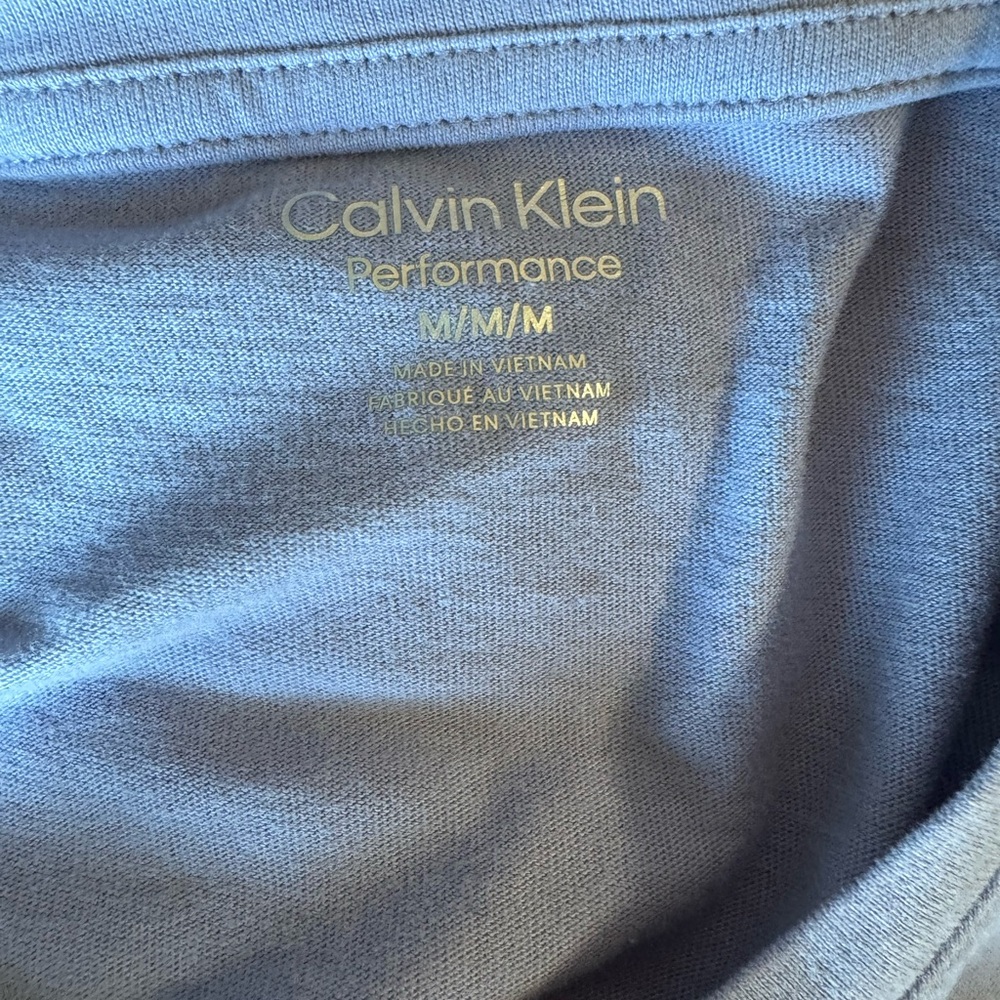 Calvin Klein
Performance
M/M/M
MADE IN VIETNAM
FABRIQUÉ AU VIETNAM
HECHO EN VIETNAM